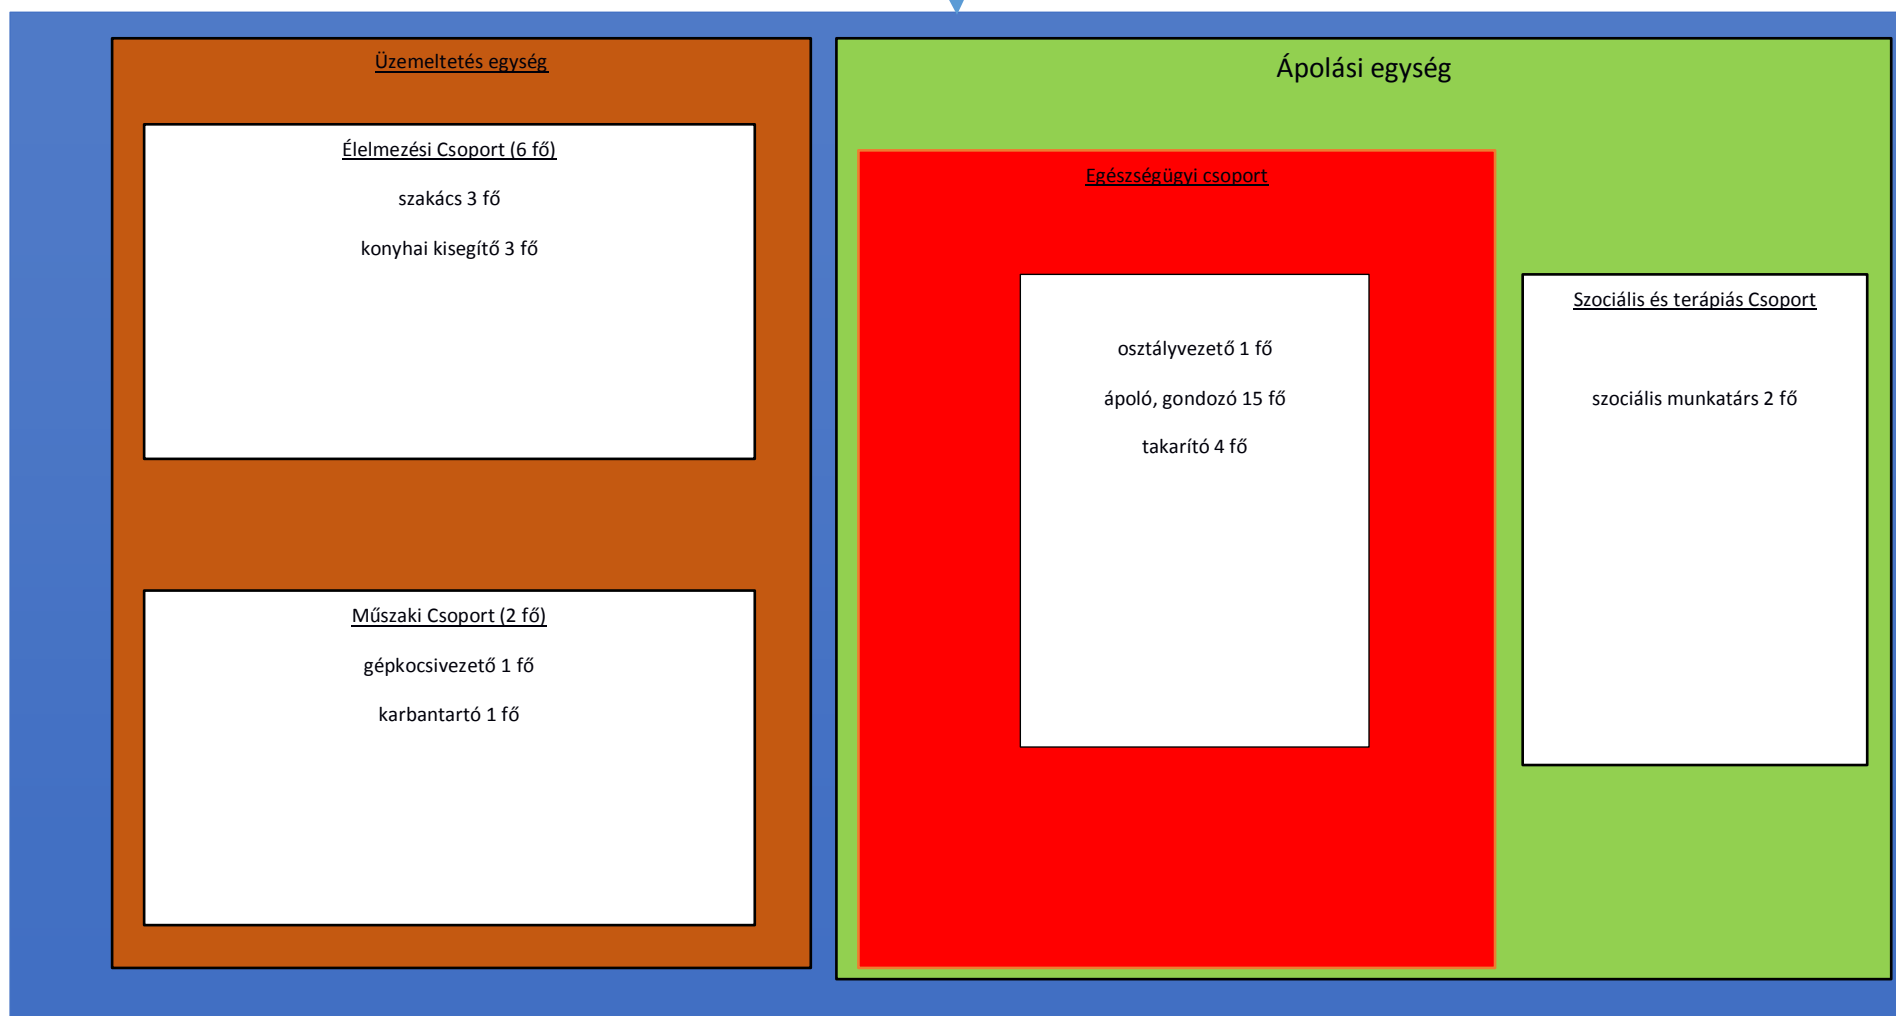 Üzemeltetés egység
Élelmezési Csoport (6 fő)
szakács 3 fő
konyhai kisegítő 3 fő
Műszaki Csoport (2 fő)
gépkocsivezető 1 fő
karbantartó 1 fő
Ápolási egység
Egészségügyi csoport
osztályvezető 1 fő
ápoló, gondozó 15 fő
takarító 4 fő
Szociális és terápiás Csoport
szociális munkatárs 2 fő